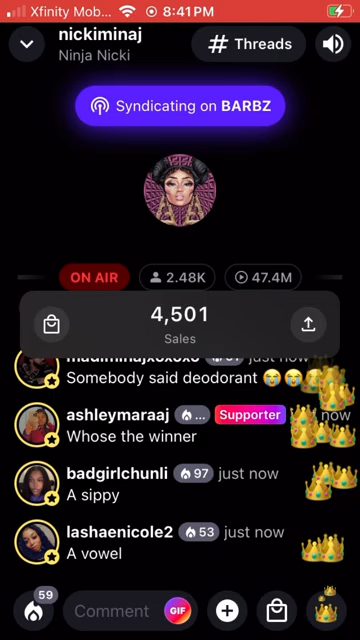 Xfinity Mob... 8:41 PM
nickiminaj
Ninja Nicki
# Threads
Syndicating on BARBZ
ON AIR 2.48K 47.4M
4,501
Sales
just now
Somebody said deodorant 😭😭😭
ashleymaraaj ... Supporter now
Whose the winner
badgirlchunli 97 just now
A sippy
lashaenicole2 53 just now
A vowel
59
Comment GIF